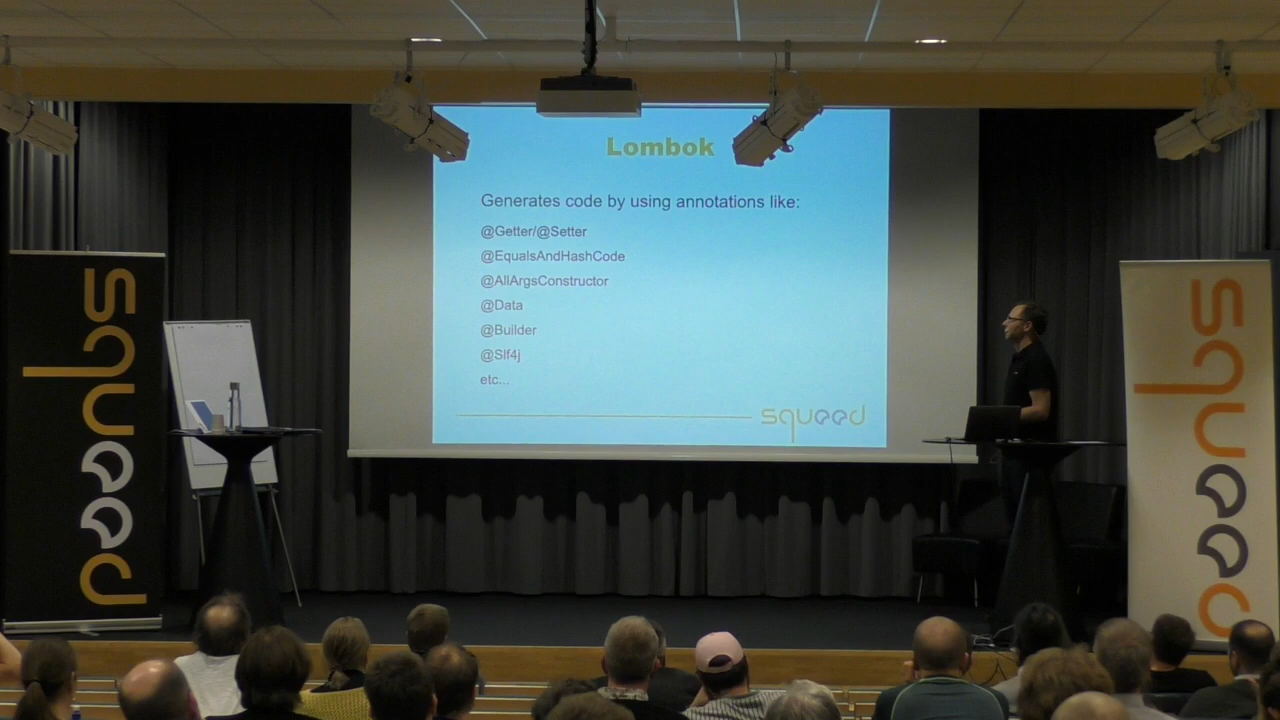 Lombok
Generates code by using annotations like:
@Getter/@Setter
@EqualsAndHashCode
@AllArgsConstructor
@Data
@Builder
@Slf4j
etc...
squeed
squeed
squeed